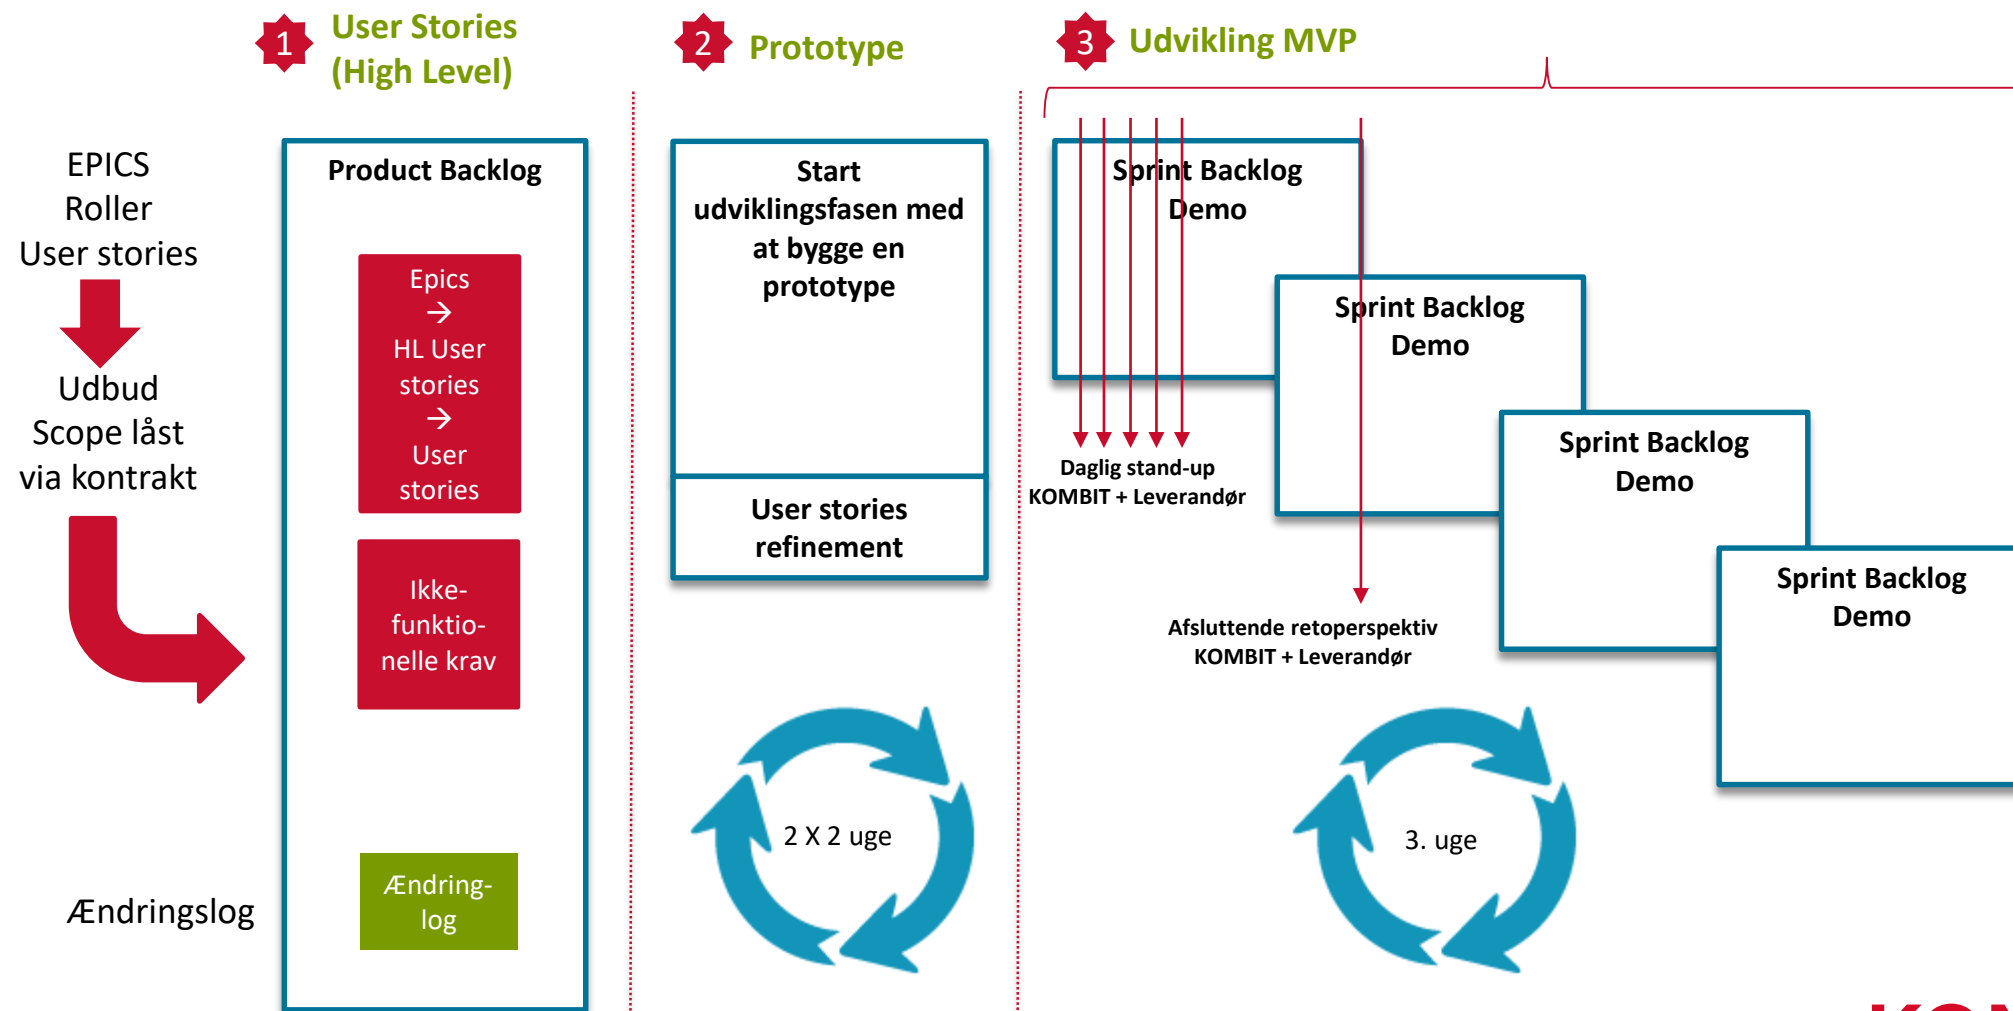 1
User Stories
(High Level)
2
Prototype
3
Udvikling MVP
EPICS
Roller
User stories
Udbud
Scope låst
via kontrakt
Ændringslog
Product Backlog
Epics
→
HL User
stories
→
User
stories
Ikke-
funktio-
nelle krav
Ændring-
log
Start
udviklingsfasen med
at bygge en
prototype
User stories
refinement
2 X 2 uge
Sprint Backlog
Demo
Sprint Backlog
Demo
Sprint Backlog
Demo
Sprint Backlog
Demo
Daglig stand-up
KOMBIT + Leverandør
Afsluttende retoperspektiv
KOMBIT + Leverandør
3. uge